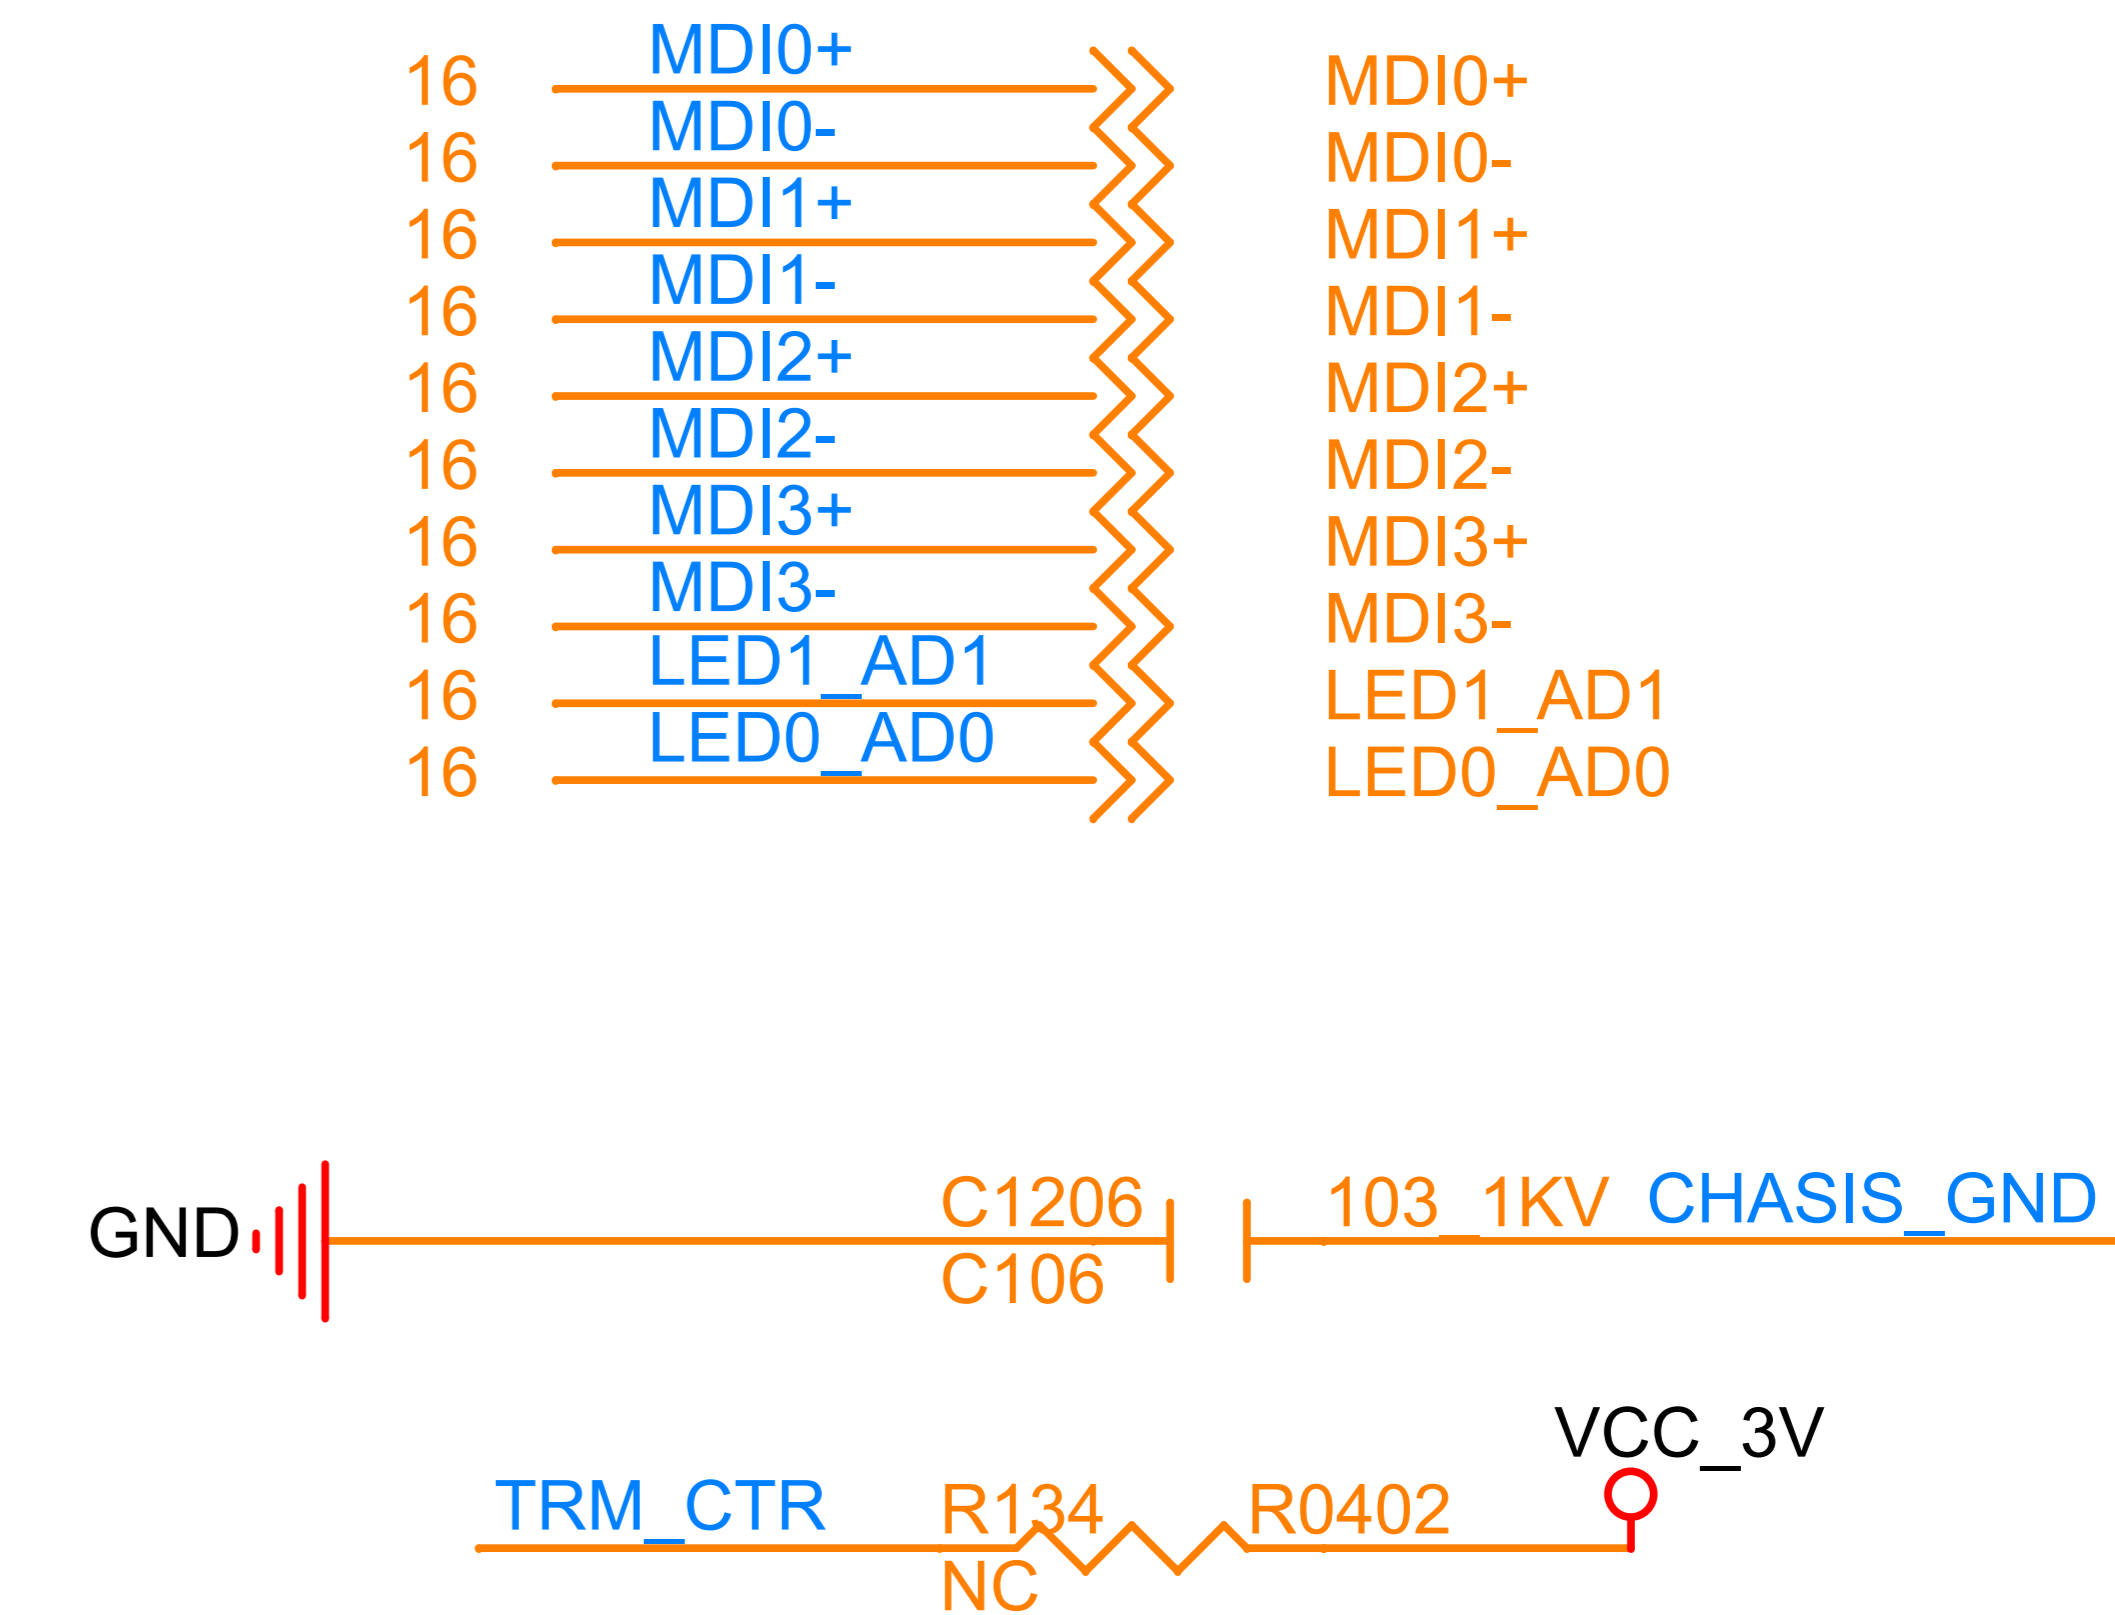 16 MDI0+ MDI0+
16 MDI0- MDI0-
16 MDI1+ MDI1+
16 MDI1- MDI1-
16 MDI2+ MDI2+
16 MDI2- MDI2-
16 MDI3+ MDI3+
16 MDI3- MDI3-
16 LED1_AD1 LED1_AD1
16 LED0_AD0 LED0_AD0
C1206 103_1KV CHASIS_GND
GND
C106
VCC_3V
TRM_CTR R134 R0402
NC